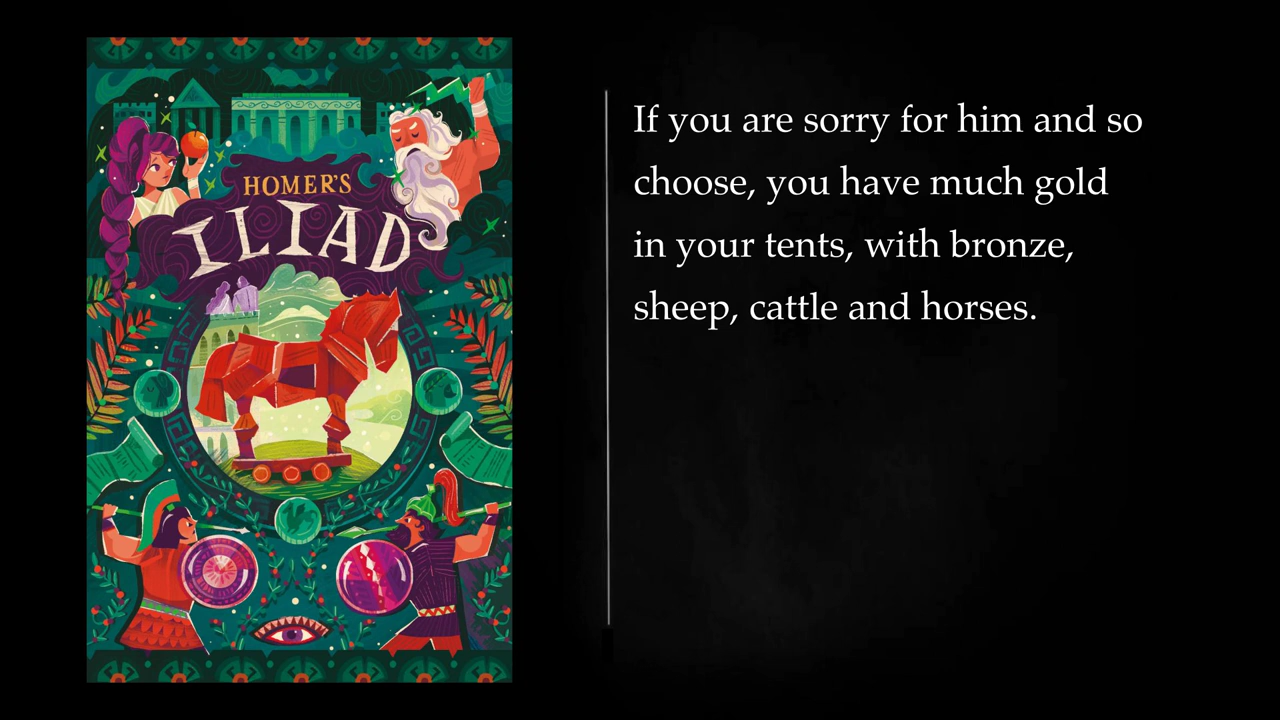 HOMER'S
ILIAD
If you are sorry for him and so
choose, you have much gold
in your tents, with bronze,
sheep, cattle and horses.